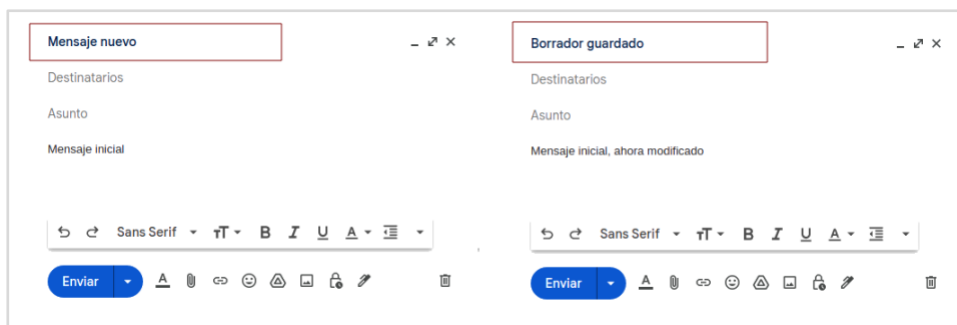 Mensaje nuevo
Destinatarios
Asunto
Mensaje inicial
Sans Serif
Enviar
Borrador guardado
Destinatarios
Asunto
Mensaje inicial, ahora modificado
Sans Serif
Enviar